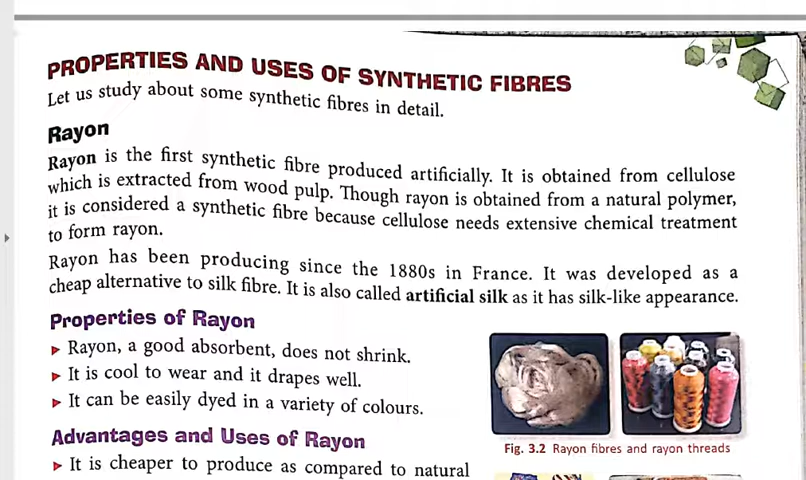 PROPERTIES AND USES OF SYNTHETIC FIBRES
Let us study about some synthetic fibres in detail.
Rayon
Rayon is the first synthetic fibre produced artificially. It is obtained from cellulose
which is extracted from wood pulp. Though rayon is obtained from a natural polymer,
it is considered a synthetic fibre because cellulose needs extensive chemical treatment
to form rayon.
Rayon has been producing since the 1880s in France. It was developed as a
cheap alternative to silk fibre. It is also called artificial silk as it has silk-like appearance.
Properties of Rayon
▸ Rayon, a good absorbent, does not shrink.
▸ It is cool to wear and it drapes well.
▸ It can be easily dyed in a variety of colours.
Fig. 3.2 Rayon fibres and rayon threads
Advantages and Uses of Rayon
▸ It is cheaper to produce as compared to natural